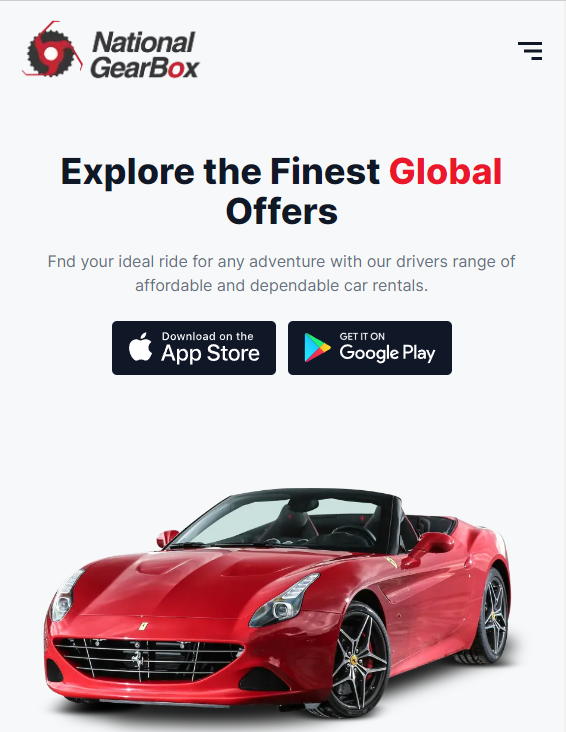 National
GearBox
Explore the Finest Global
Offers
Fnd your ideal ride for any adventure with our drivers range of
affordable and dependable car rentals.
Download on the
App Store
GET IT ON
Google Play